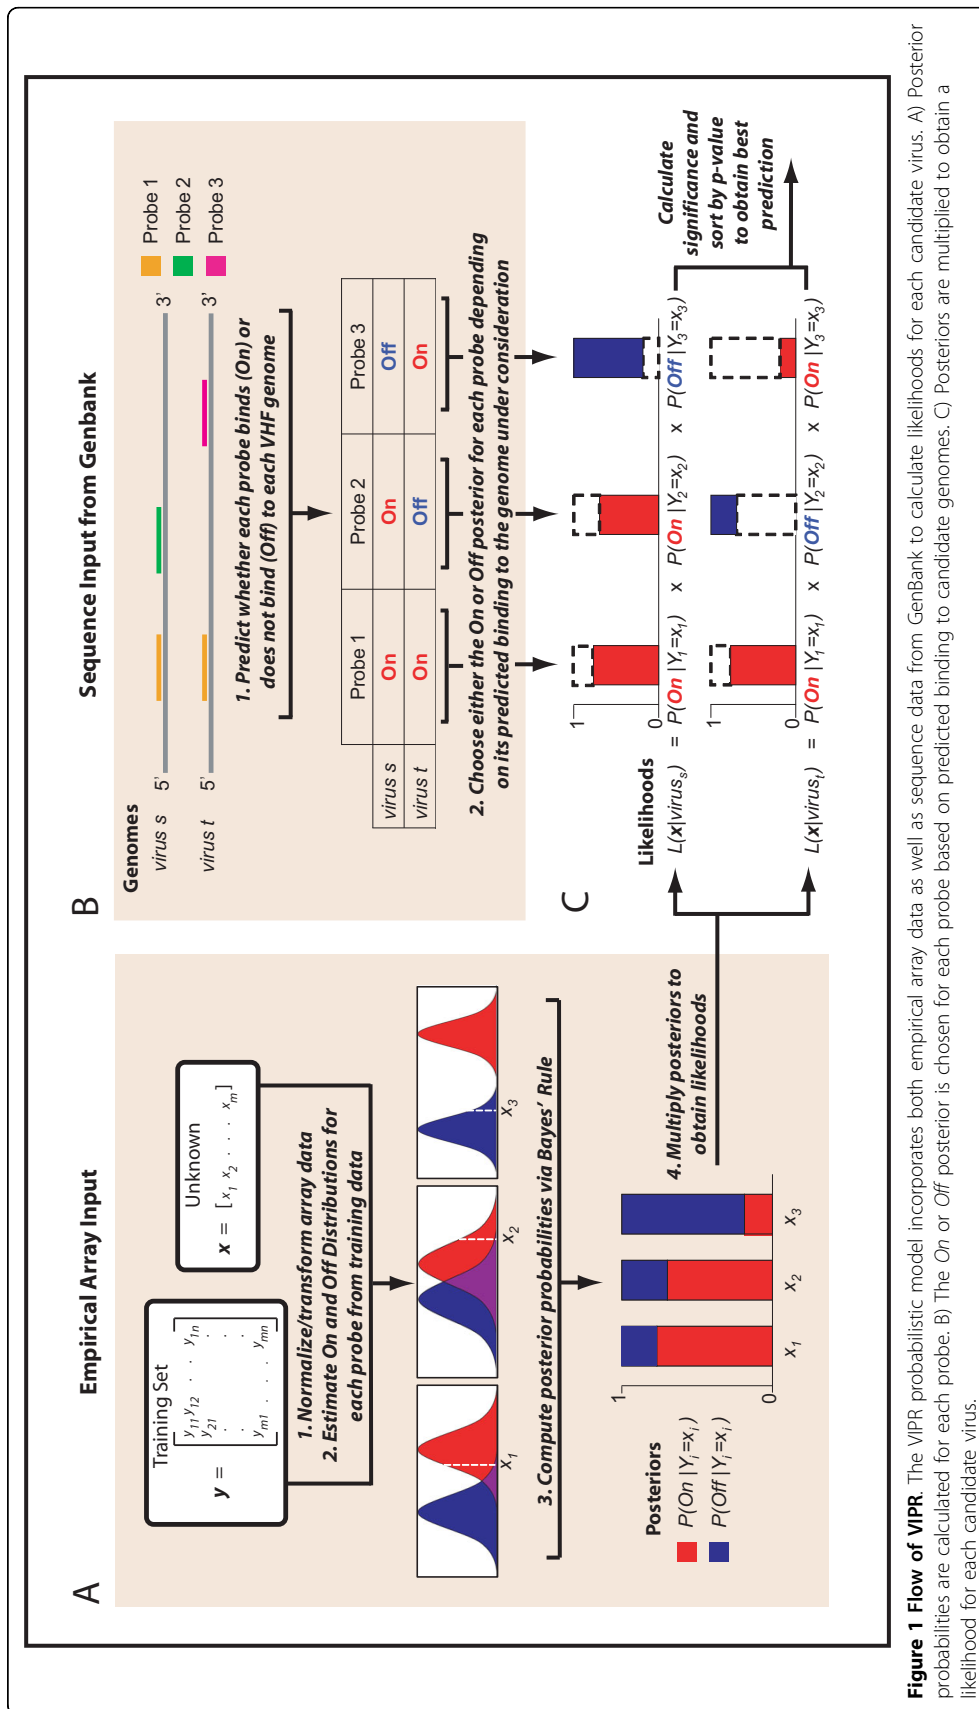 A
Empirical Array Input
Training Set
y =
y11 y12 . . y1n
y21 .
. .
. .
ym1 . . . ymn
Unknown
x = [ x1 x2 . . . xm ]
1. Normalize/transform array data
2. Estimate On and Off Distributions for
each probe from training data
x1
x2
x3
3. Compute posterior probabilities via Bayes' Rule
Posteriors
P(On |Yi=xi)
P(Off |Yi=xi)
1
0
x1
x2
x3
4. Multiply posteriors to
obtain likelihoods
B
Sequence Input from Genbank
Genomes
virus s 5' 3'
virus t 5' 3'
Probe 1
Probe 2
Probe 3
1. Predict whether each probe binds (On) or
does not bind (Off) to each VHF genome
Probe 1 Probe 2 Probe 3
virus s On On Off
virus t On Off On
2. Choose either the On or Off posterior for each probe depending
on its predicted binding to the genome under consideration
C
Likelihoods
1
0
L(x|viruss) = P(On |Y1=x1) x P(On |Y2=x2) x P(Off |Y3=x3)
1
0
L(x|virust) = P(On |Y1=x1) x P(Off |Y2=x2) x P(On |Y3=x3)
Calculate
significance and
sort by p-value
to obtain best
prediction
Figure 1 Flow of VIPR. The VIPR probabilistic model incorporates both empirical array data as well as sequence data from GenBank to calculate likelihoods for each candidate virus. A) Posterior
probabilities are calculated for each probe. B) The On or Off posterior is chosen for each probe based on predicted binding to candidate genomes. C) Posteriors are multiplied to obtain a
likelihood for each candidate virus.